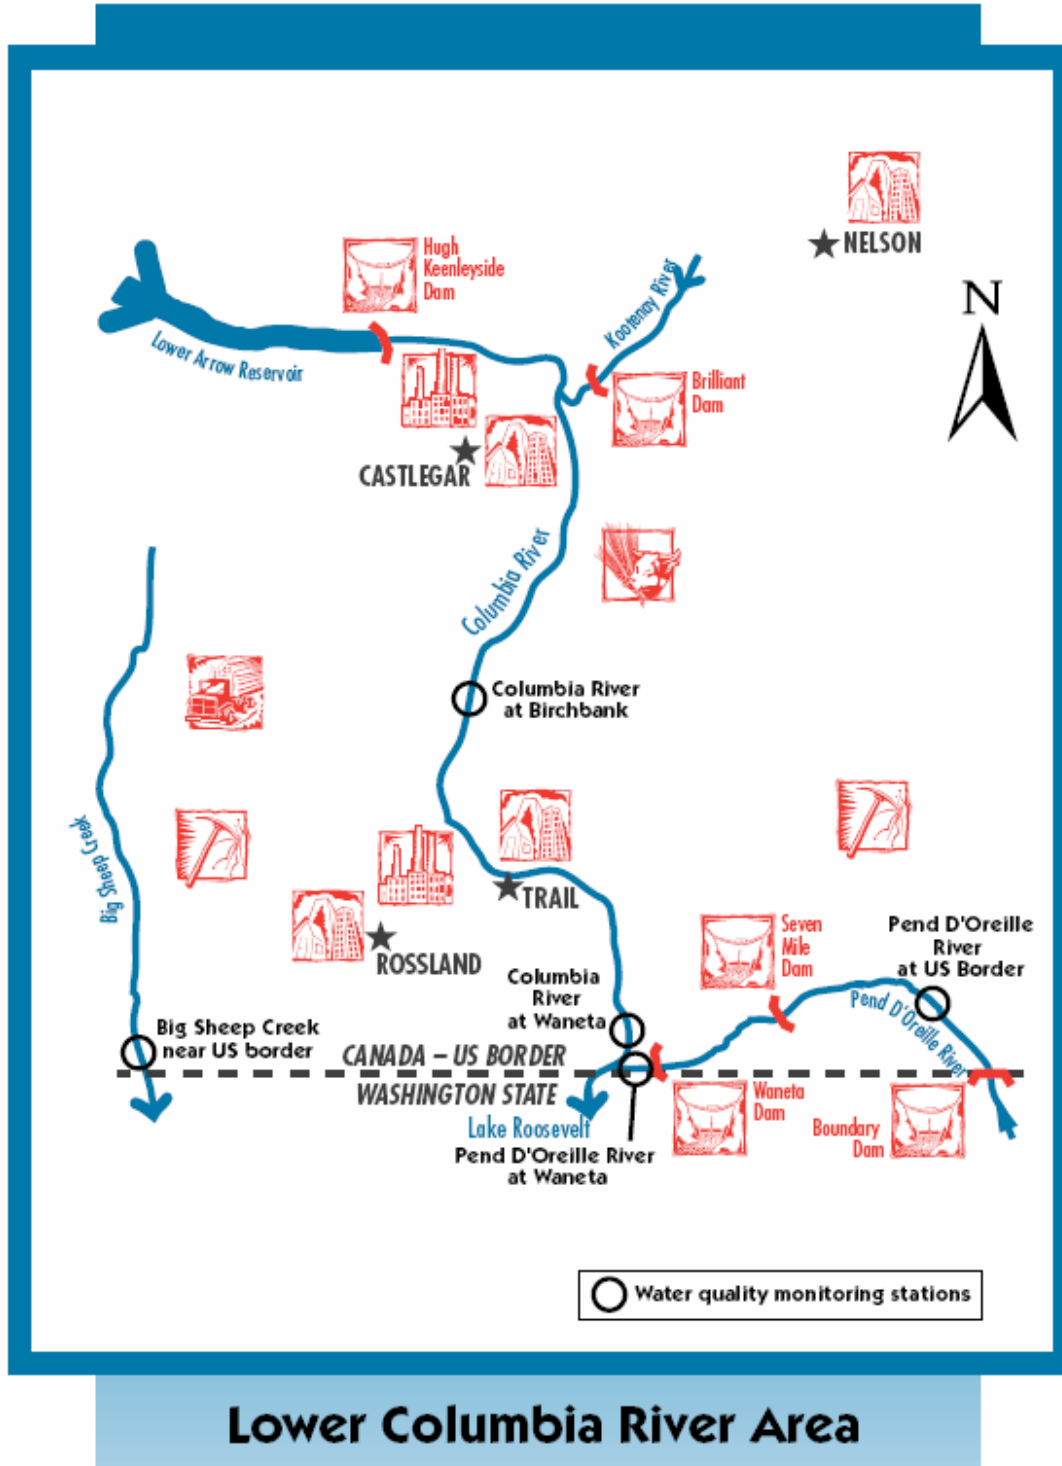 NELSON
N
Hugh
Keenleyside
Dam
Kootenay River
Lower Arrow Reservoir
Brilliant
Dam
CASTLEGAR
Columbia River
Columbia River
at Birchbank
Big Sheep Creek
TRAIL
ROSSLAND
Seven
Mile
Dam
Pend D'Oreille
River
at US Border
Columbia
River
at Waneta
Pend D'Oreille River
Big Sheep Creek
near US border
CANADA – US BORDER
WASHINGTON STATE
Lake Roosevelt
Waneta
Dam
Boundary
Dam
Pend D'Oreille River
at Waneta
Water quality monitoring stations
Lower Columbia River Area